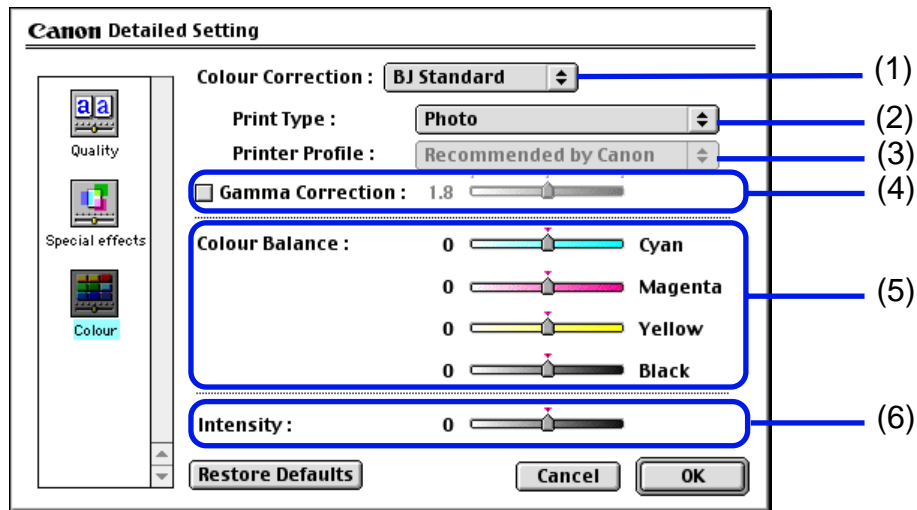 Canon Detailed Setting
Colour Correction : BJ Standard (1)
aa
Print Type : Photo (2)
Quality
Printer Profile : Recommended by Canon (3)
Gamma Correction : 1.8 (4)
Special effects
Colour Balance : 0 Cyan
0 Magenta (5)
Colour
0 Yellow
0 Black
Intensity : 0 (6)
Restore Defaults Cancel OK